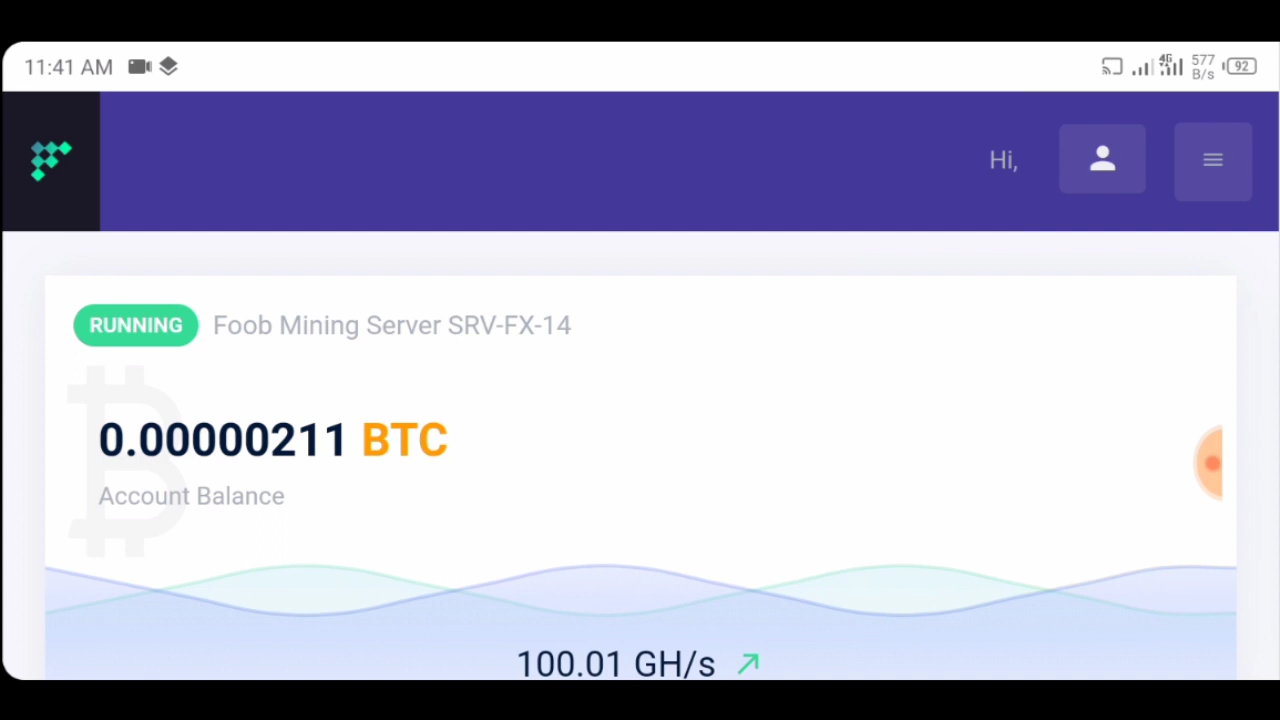 11:41 AM
4G
577
B/s
92
Hi,
RUNNING Foob Mining Server SRV-FX-14
0.00000211 BTC
Account Balance
100.01 GH/s